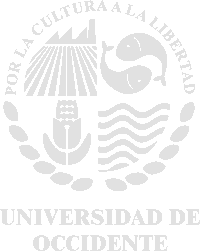 POR LA CULTURA A LA LIBERTAD
UNIVERSIDAD DE
OCCIDENTE